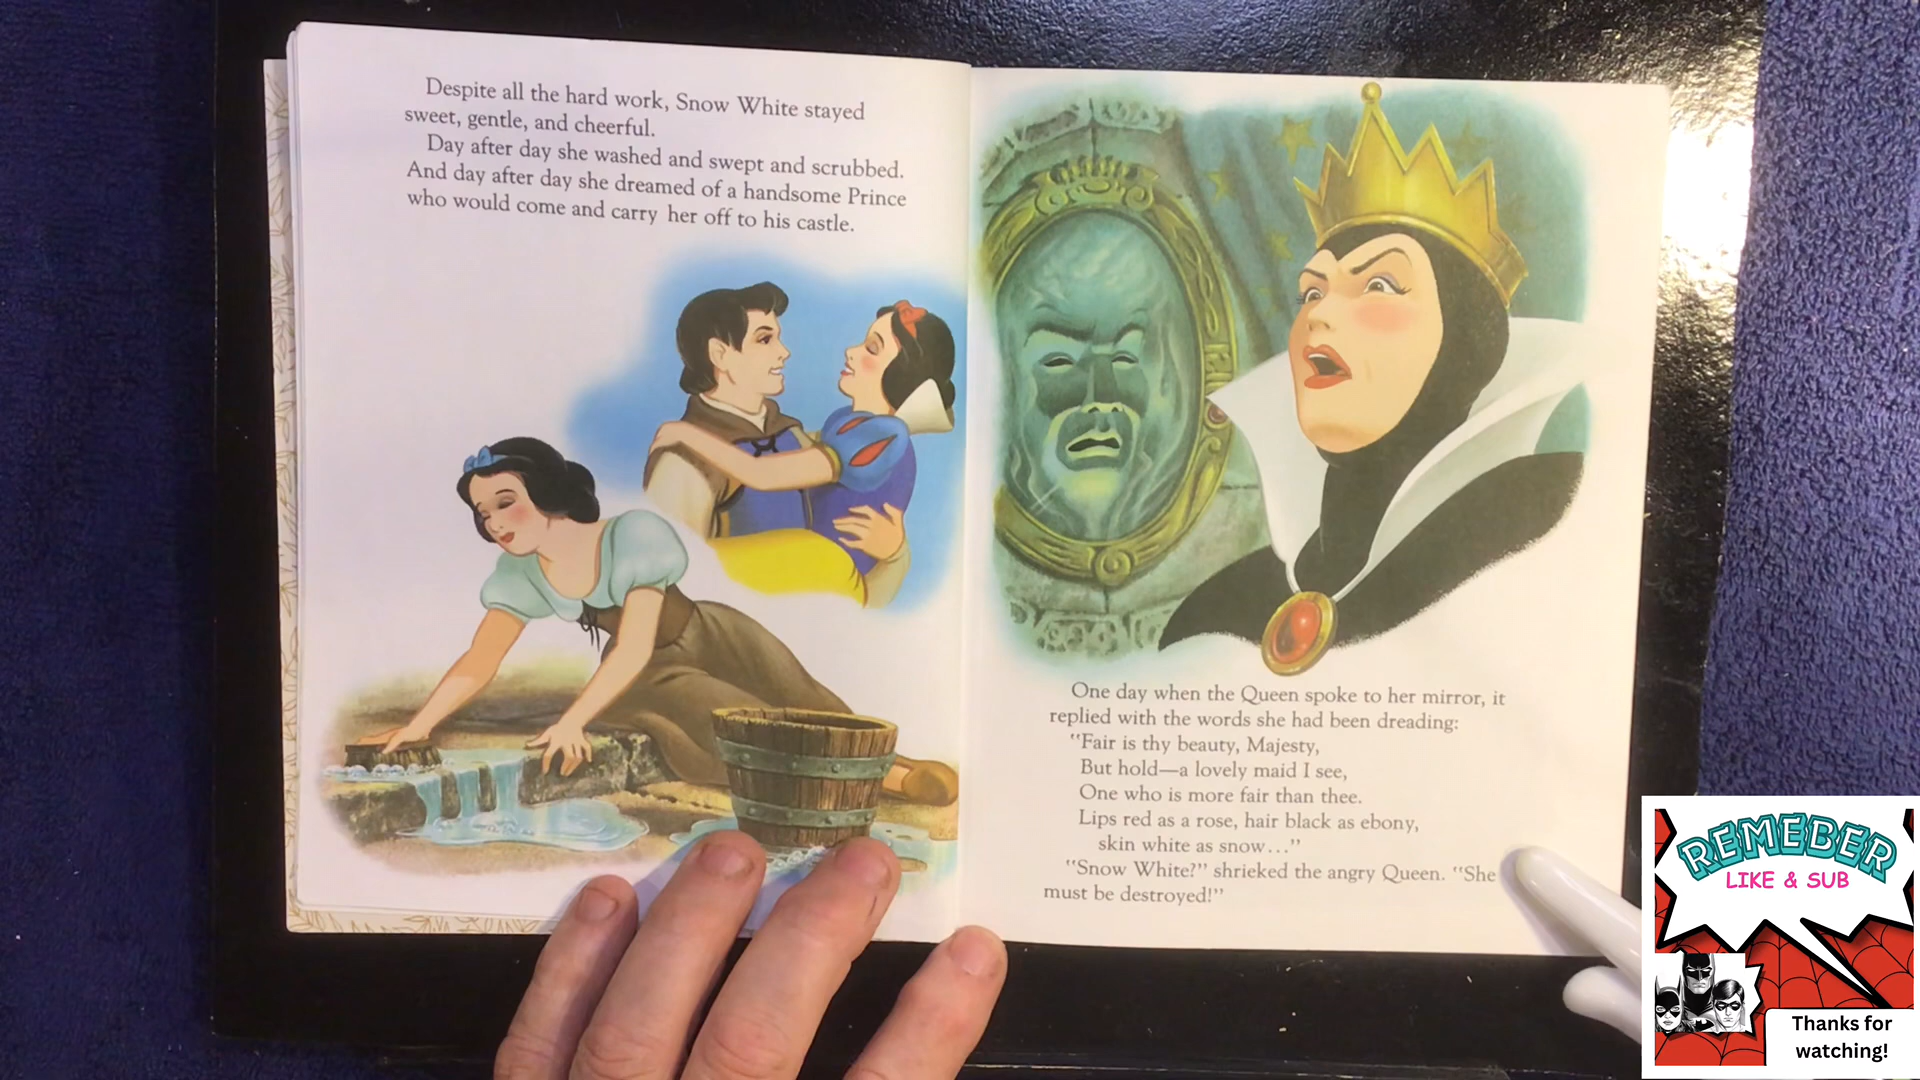 Despite all the hard work, Snow White stayed
sweet, gentle, and cheerful.
Day after day she washed and swept and scrubbed.
And day after day she dreamed of a handsome Prince
who would come and carry her off to his castle.
One day when the Queen spoke to her mirror, it
replied with the words she had been dreading:
“Fair is thy beauty, Majesty,
But hold—a lovely maid I see,
One who is more fair than thee.
Lips red as a rose, hair black as ebony,
skin white as snow...”
“Snow White?” shrieked the angry Queen. “She
must be destroyed!”
REMEBER
LIKE & SUB
Thanks for
watching!